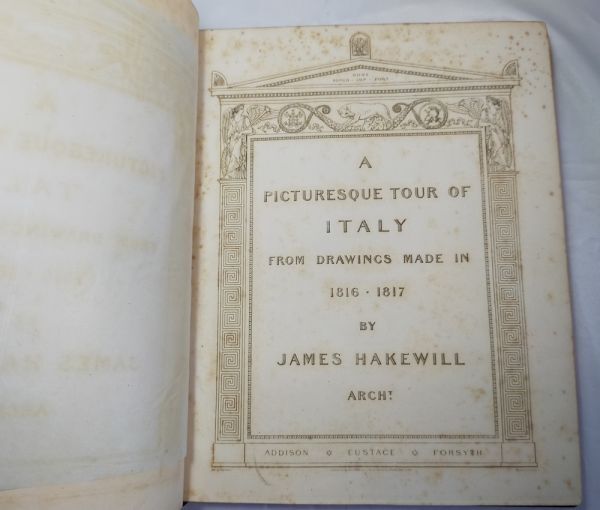 A
PICTURESQUE TOUR OF
ITALY
FROM DRAWINGS MADE IN
1816 · 1817
BY
JAMES HAKEWILL
ARCHT.
ADDISON ◇ EUSTACE ◇ FORSYTH